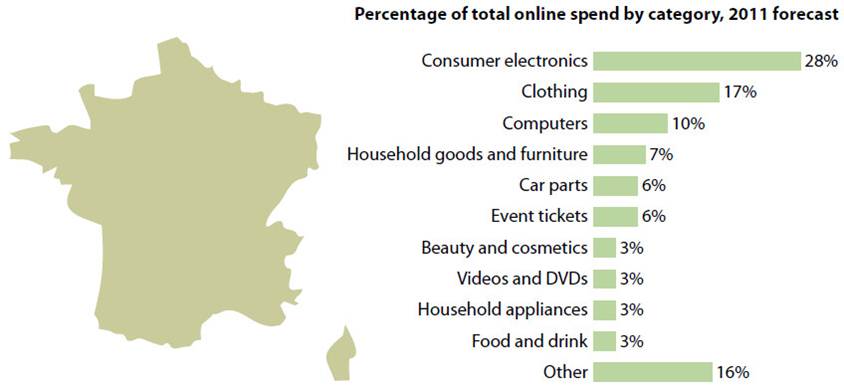 Percentage of total online spend by category, 2011 forecast
Consumer electronics 28%
Clothing 17%
Computers 10%
Household goods and furniture 7%
Car parts 6%
Event tickets 6%
Beauty and cosmetics 3%
Videos and DVDs 3%
Household appliances 3%
Food and drink 3%
Other 16%